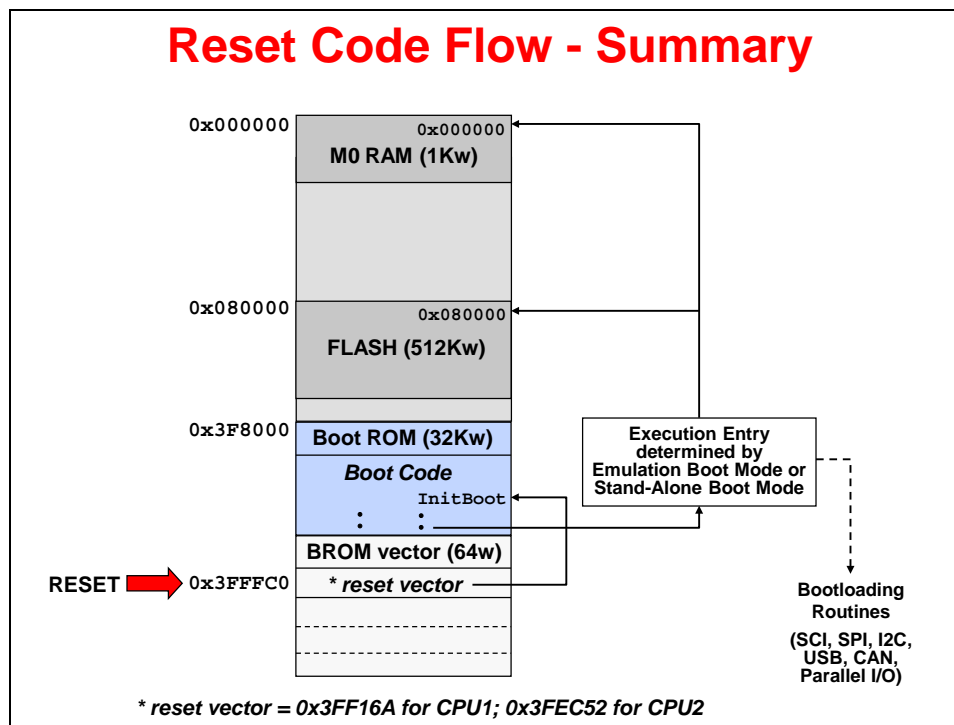 Reset Code Flow - Summary
0x000000
0x000000
M0 RAM (1Kw)
0x080000
0x080000
FLASH (512Kw)
0x3F8000
Boot ROM (32Kw)
Boot Code
InitBoot
Execution Entry
determined by
Emulation Boot Mode or
Stand-Alone Boot Mode
BROM vector (64w)
RESET
0x3FFFC0
* reset vector
Bootloading
Routines
(SCI, SPI, I2C,
USB, CAN,
Parallel I/O)
* reset vector = 0x3FF16A for CPU1; 0x3FEC52 for CPU2